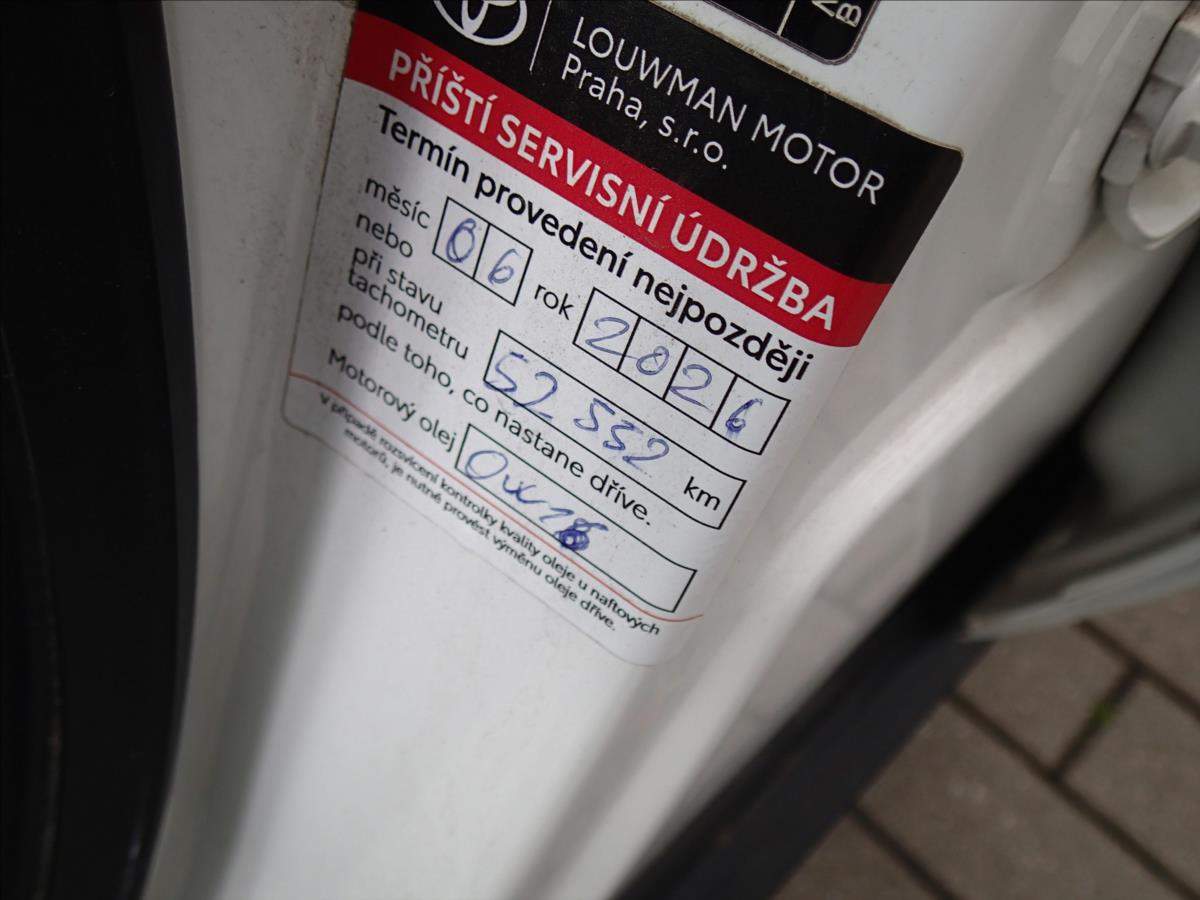 LOUWMAN MOTOR
Praha, s.r.o.
PŘÍŠTÍ SERVISNÍ ÚDRŽBA
Termín provedení nejpozději
měsíc 06 rok 2026
nebo
při stavu
tachometru 52 552 km
podle toho, co nastane dříve.
Motorový olej 0W16
V případě rozsvícení kontrolky kvality oleje u naftových
motorů, je nutné provést výměnu oleje dříve.